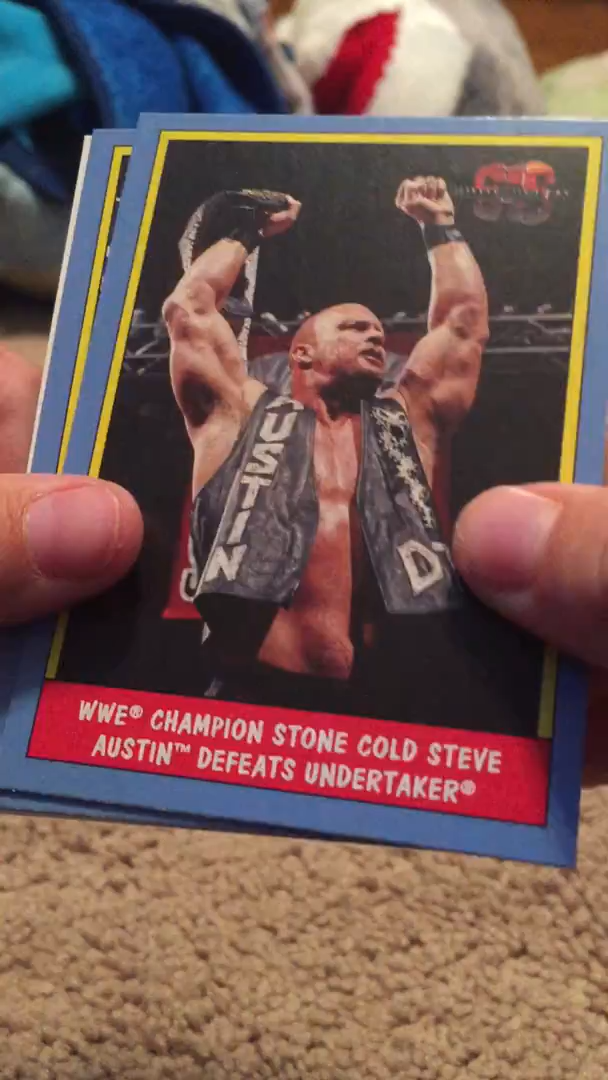 AUSTIN
D
WWE® CHAMPION STONE COLD STEVE
AUSTIN™ DEFEATS UNDERTAKER®